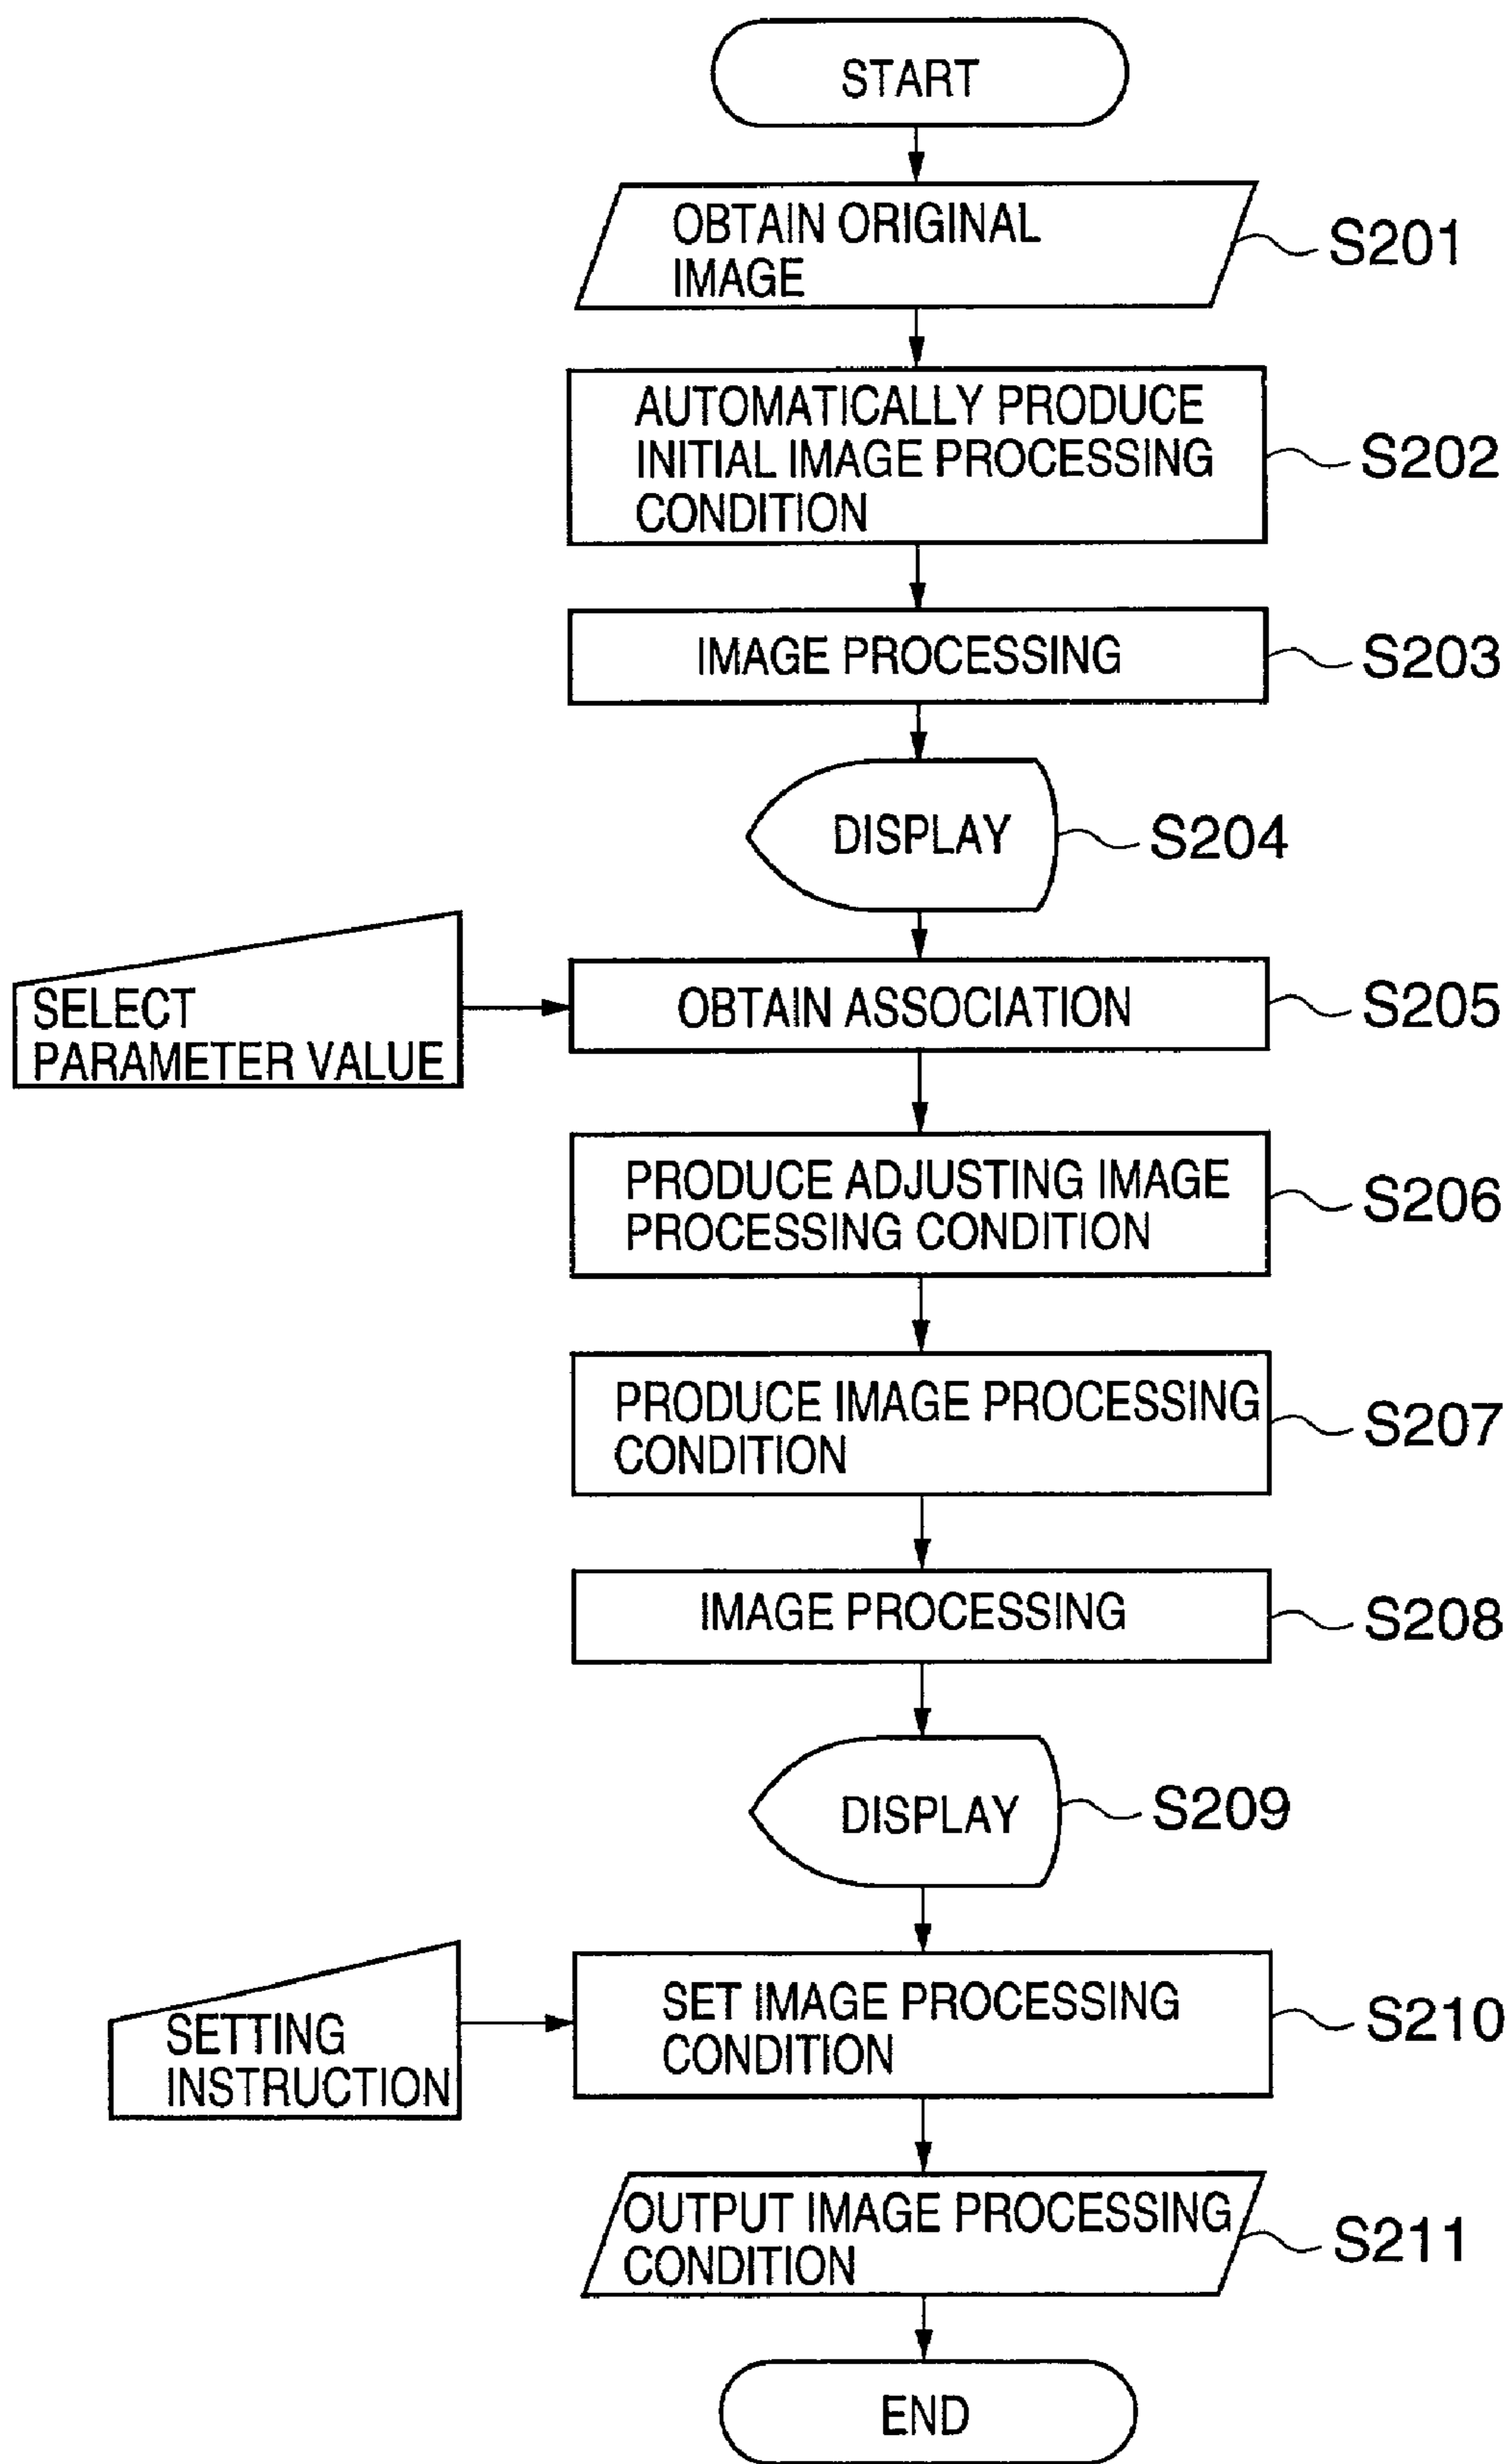 START
OBTAIN ORIGINAL
IMAGE
S201
AUTOMATICALLY PRODUCE
INITIAL IMAGE PROCESSING
CONDITION
S202
IMAGE PROCESSING
S203
DISPLAY
S204
SELECT
PARAMETER VALUE
OBTAIN ASSOCIATION
S205
PRODUCE ADJUSTING IMAGE
PROCESSING CONDITION
S206
PRODUCE IMAGE PROCESSING
CONDITION
S207
IMAGE PROCESSING
S208
DISPLAY
S209
SETTING
INSTRUCTION
SET IMAGE PROCESSING
CONDITION
S210
OUTPUT IMAGE PROCESSING
CONDITION
S211
END